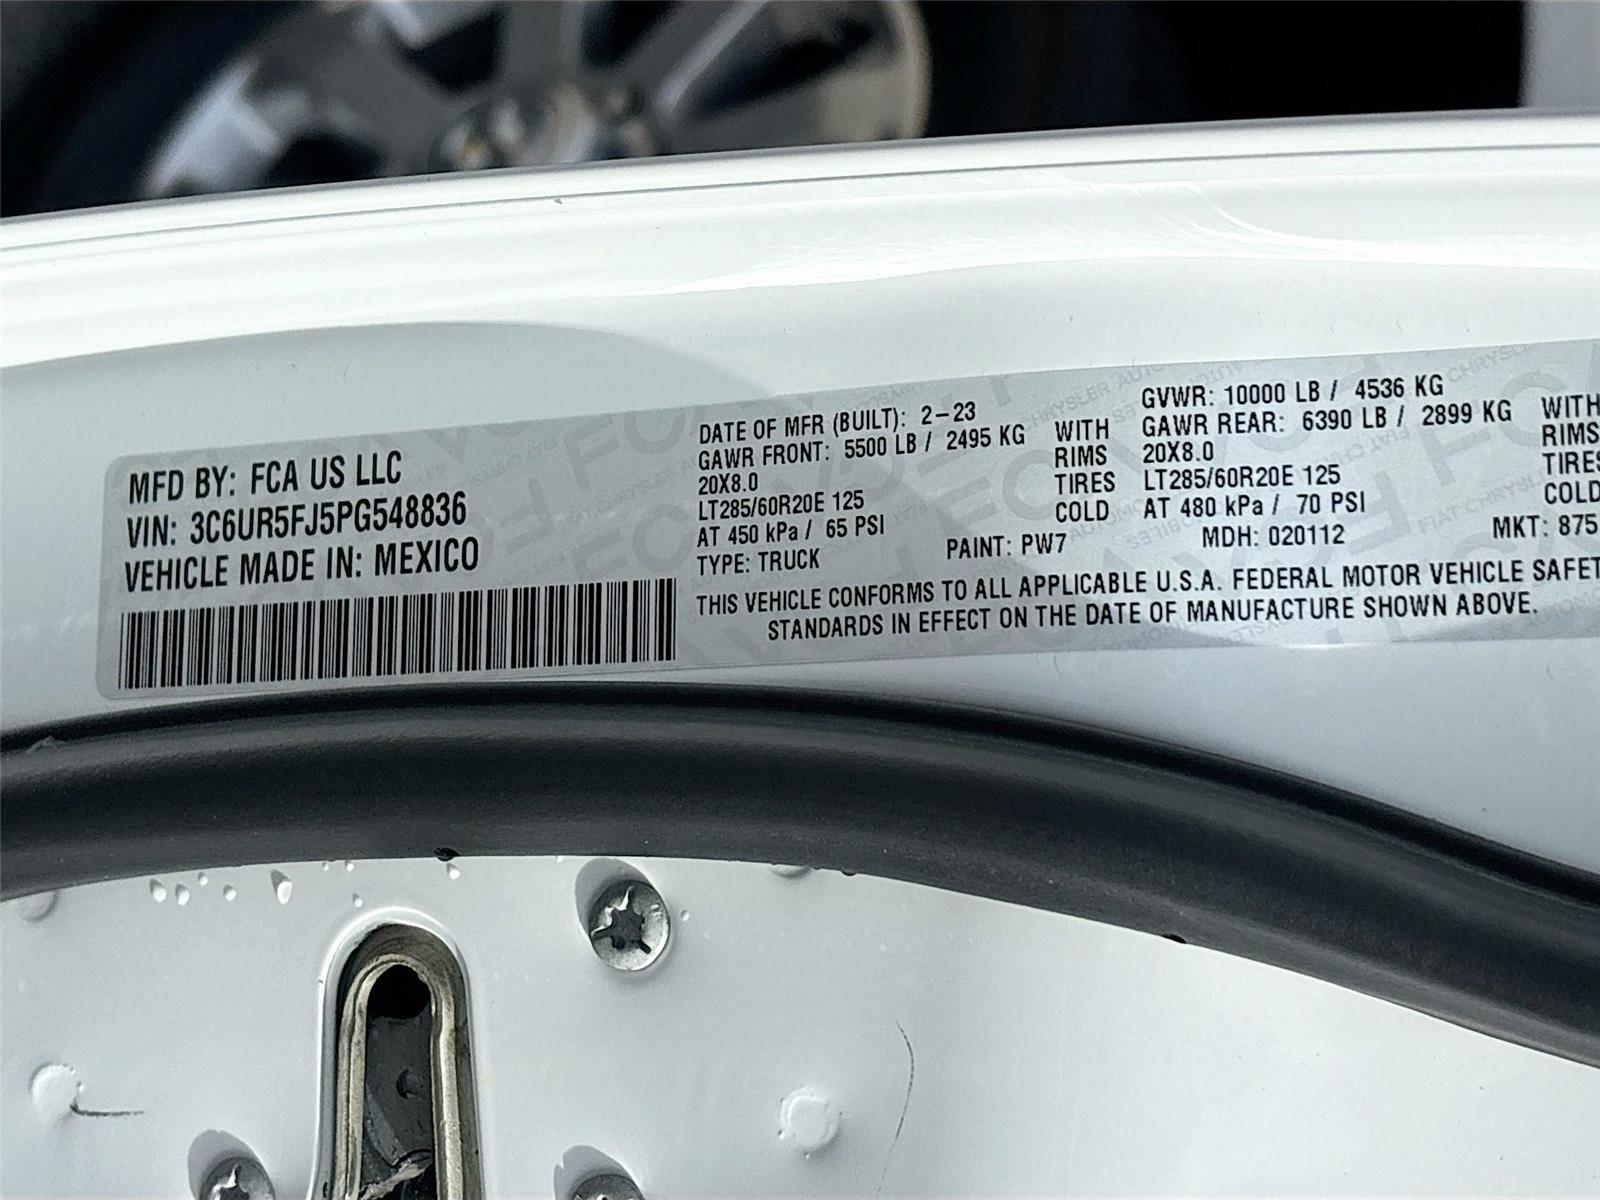 MFD BY: FCA US LLC
VIN: 3C6UR5FJ5PG548836
VEHICLE MADE IN: MEXICO
DATE OF MFR (BUILT): 2-23
GAWR FRONT: 5500 LB / 2495 KG WITH
20X8.0 RIMS
LT285/60R20E 125 TIRES
AT 450 kPa / 65 PSI COLD
TYPE: TRUCK
PAINT: PW7
GVWR: 10000 LB / 4536 KG
GAWR REAR: 6390 LB / 2899 KG WITH
20X8.0 RIMS
LT285/60R20E 125 TIRES
AT 480 kPa / 70 PSI COLD
MDH: 020112
MKT: 875
THIS VEHICLE CONFORMS TO ALL APPLICABLE U.S.A. FEDERAL MOTOR VEHICLE SAFET
STANDARDS IN EFFECT ON THE DATE OF MANUFACTURE SHOWN ABOVE.